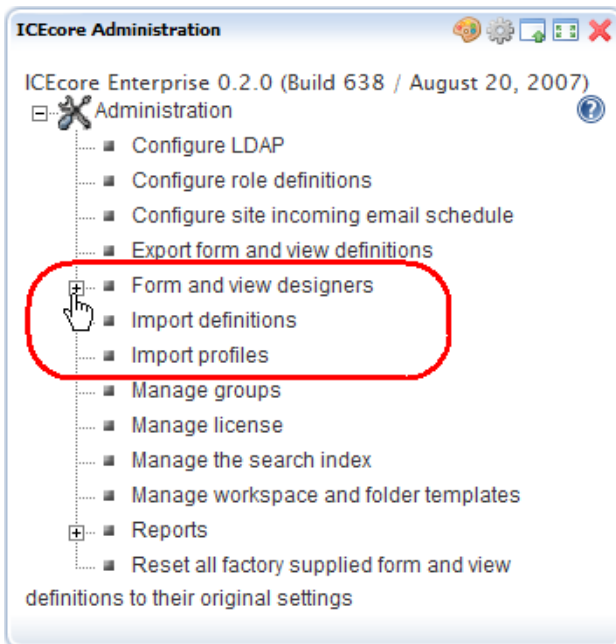 ICEcore Administration
ICEcore Enterprise 0.2.0 (Build 638 / August 20, 2007)
Administration
Configure LDAP
Configure role definitions
Configure site incoming email schedule
Export form and view definitions
Form and view designers
Import definitions
Import profiles
Manage groups
Manage license
Manage the search index
Manage workspace and folder templates
Reports
Reset all factory supplied form and view
definitions to their original settings